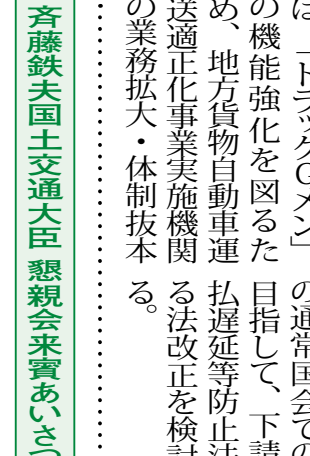 は「トラックGメン」
の機能強化を図るた
め、地方貨物自動車運
送適正化事業実施機関
の業務拡大・体制抜本
の通常国会での
目指して、下請
払遅延等防止法
る法改正を検討
る。
斉藤鉄夫国土交通大臣 懇親会来賓あいさつ